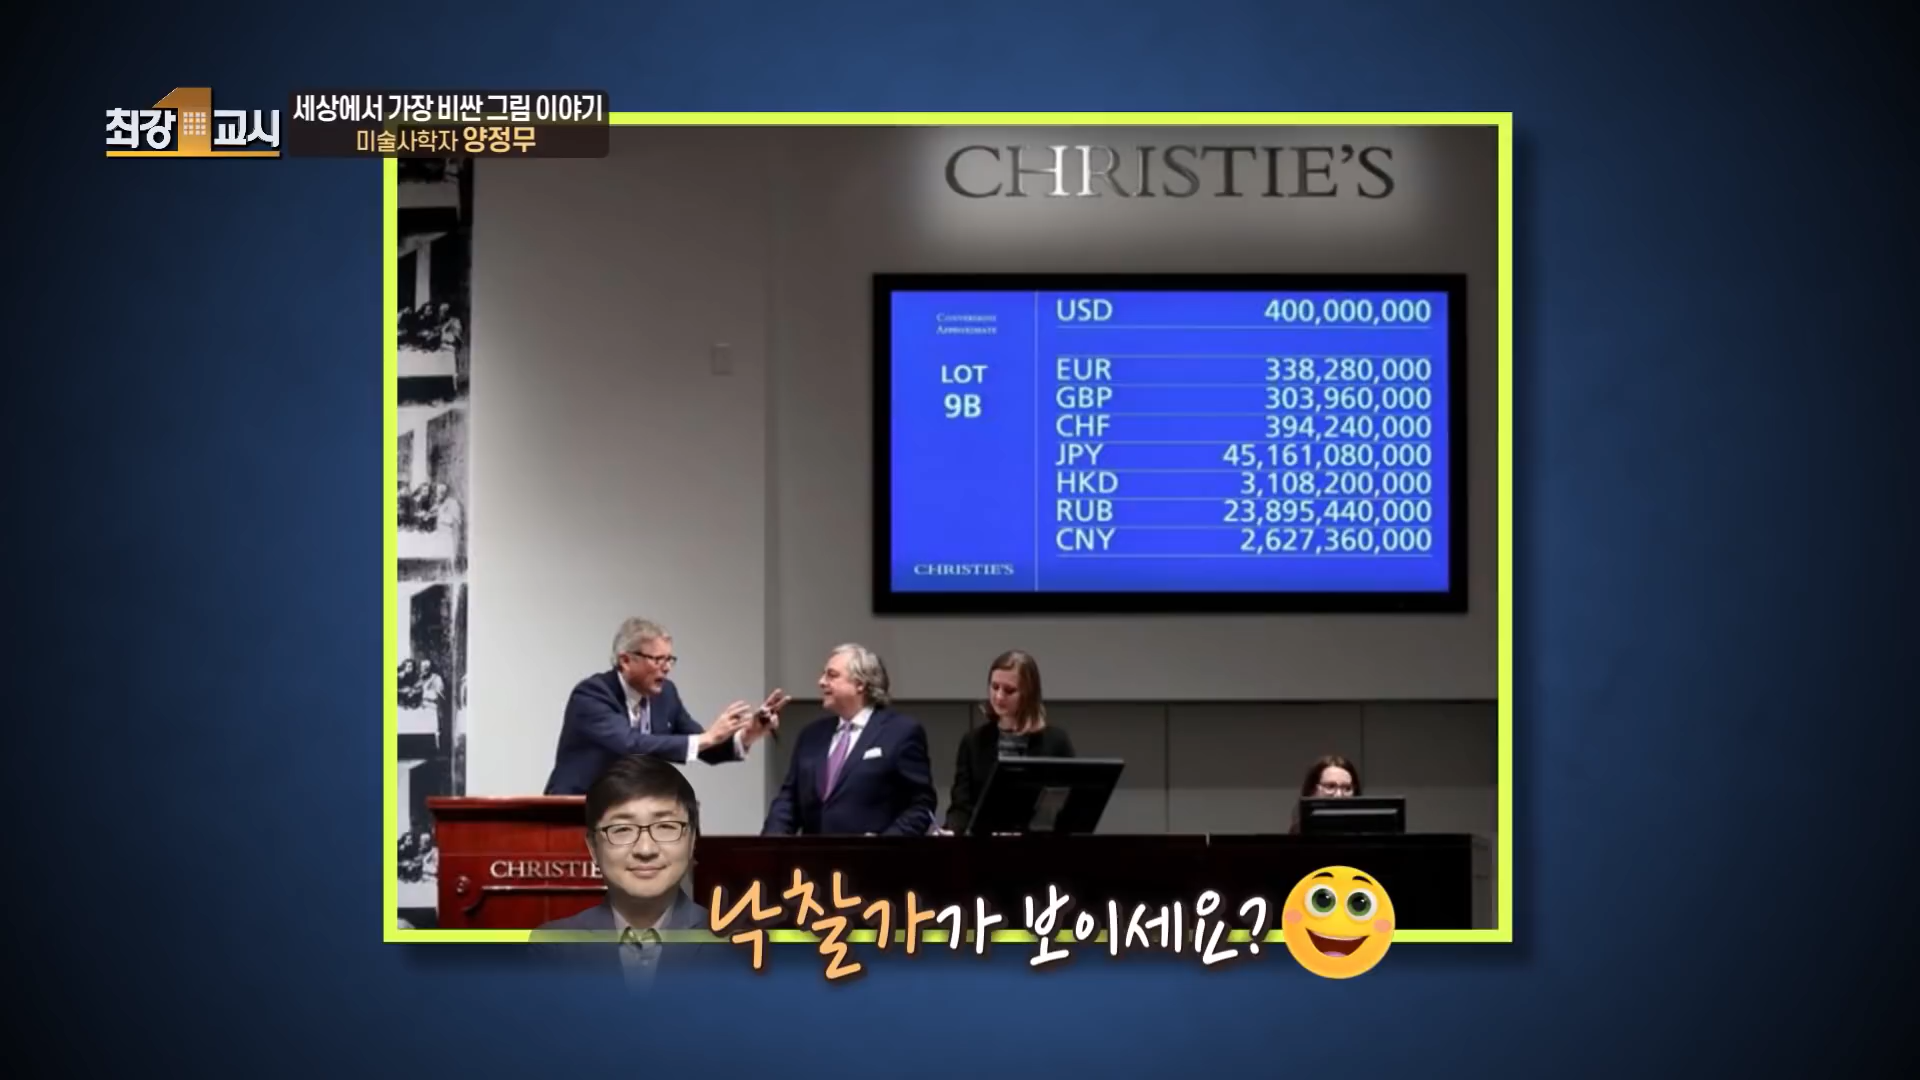 최강1교시
세상에서 가장 비싼 그림 이야기
미술사학자 양정무
CHRISTIE'S
CONVERSIONS
APPROXIMATE
LOT
9B
CHRISTIE'S
USD 400,000,000
EUR 338,280,000
GBP 303,960,000
CHF 394,240,000
JPY 45,161,080,000
HKD 3,108,200,000
RUB 23,895,440,000
CNY 2,627,360,000
CHRISTIE
낙찰가가 보이세요?